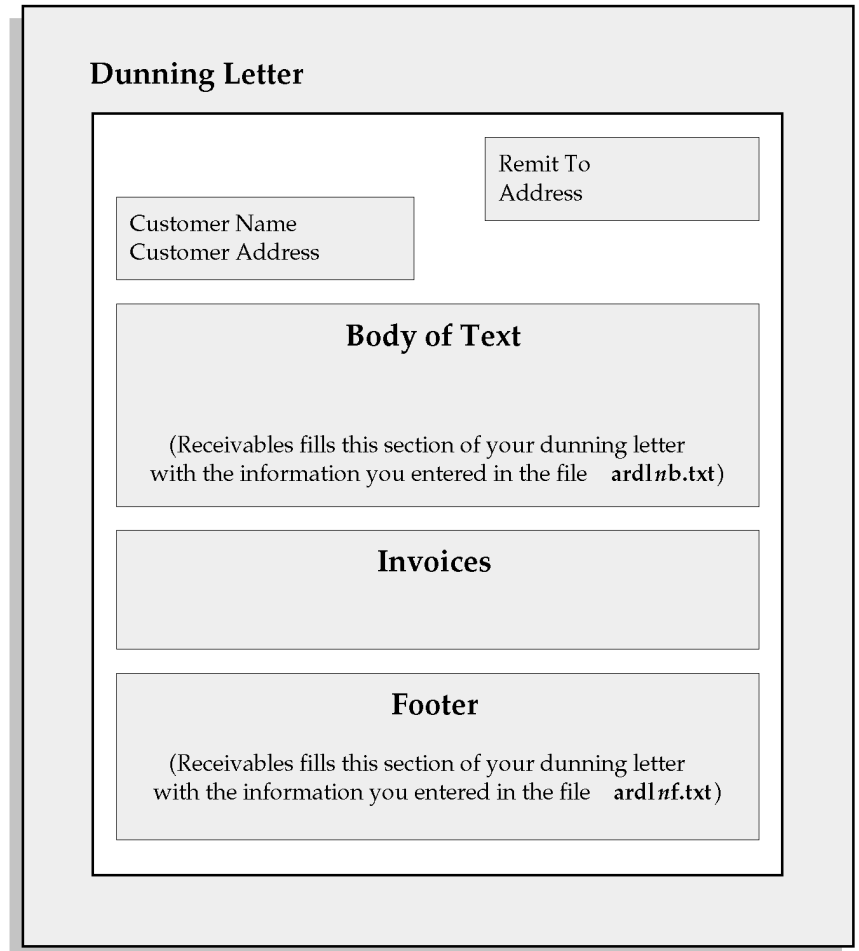 Dunning Letter
Remit To
Address
Customer Name
Customer Address
Body of Text
(Receivables fills this section of your dunning letter
with the information you entered in the file ardlnb.txt)
Invoices
Footer
(Receivables fills this section of your dunning letter
with the information you entered in the file ardlnf.txt)